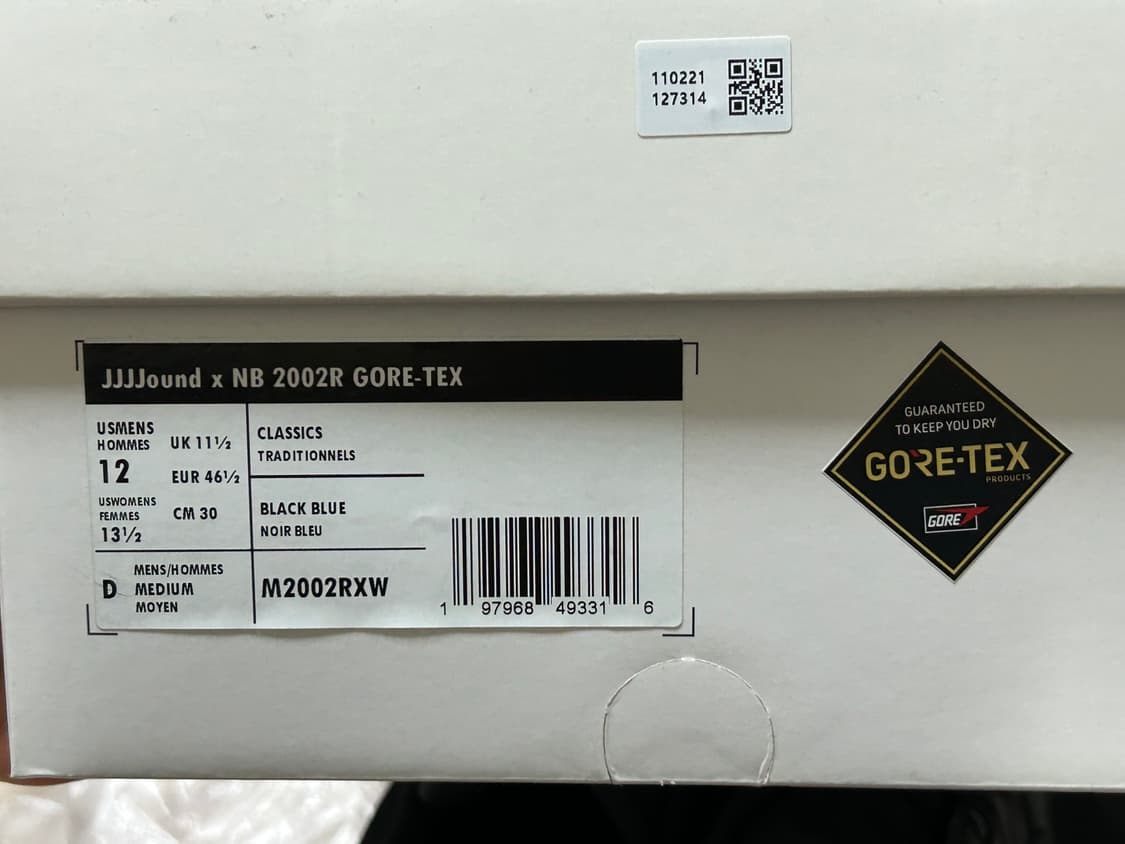 110221
127314
JJJJound x NB 2002R GORE-TEX
USMENS
HOMMES
12
UK 11½
EUR 46½
USWOMENS
FEMMES
13½
CM 30
CLASSICS
TRADITIONNELS
BLACK BLUE
NOIR BLEU
D
MENS/HOMMES
MEDIUM
MOYEN
M2002RXW
1 97968 49331 6
GUARANTEED
TO KEEP YOU DRY
GORE-TEX
PRODUCTS
GORE